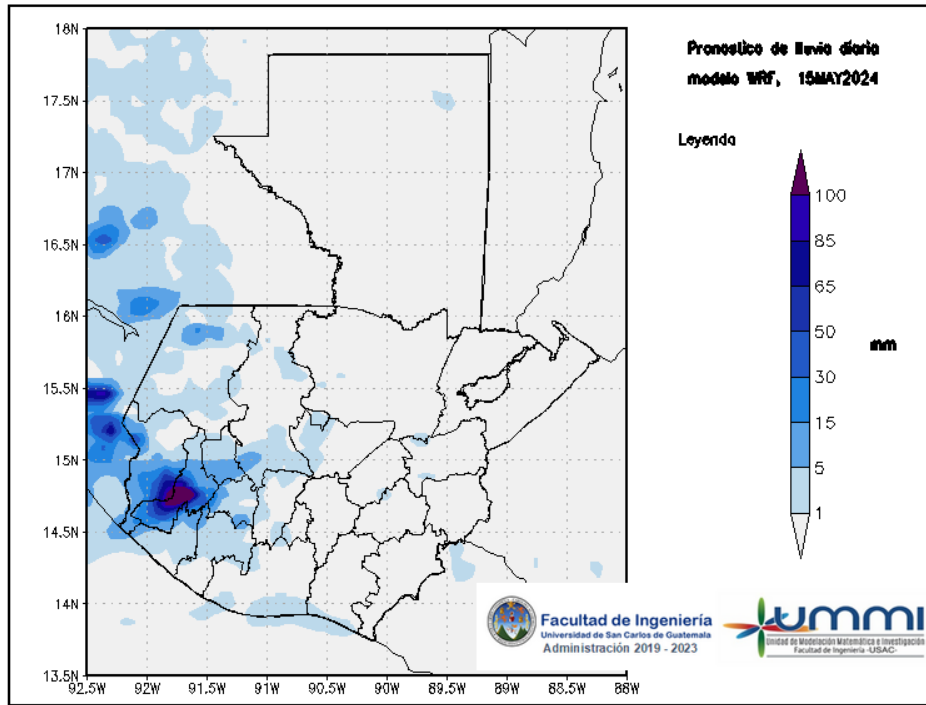 18N
17.5N
17N
16.5N
16N
15.5N
15N
14.5N
14N
13.5N
92.5W
92W
91.5W
91W
90.5W
90W
89.5W
89W
88.5W
88W
Pronostico de lluvia diaria
modelo WRF, 15MAY2024
Leyenda
100
85
65
50
30
15
5
1
mm
Facultad de Ingeniería
Universidad de San Carlos de Guatemala
Administración 2019 - 2023
UMMI
Unidad de Modelación Matemática e Investigación
Facultad de Ingeniería -USAC-